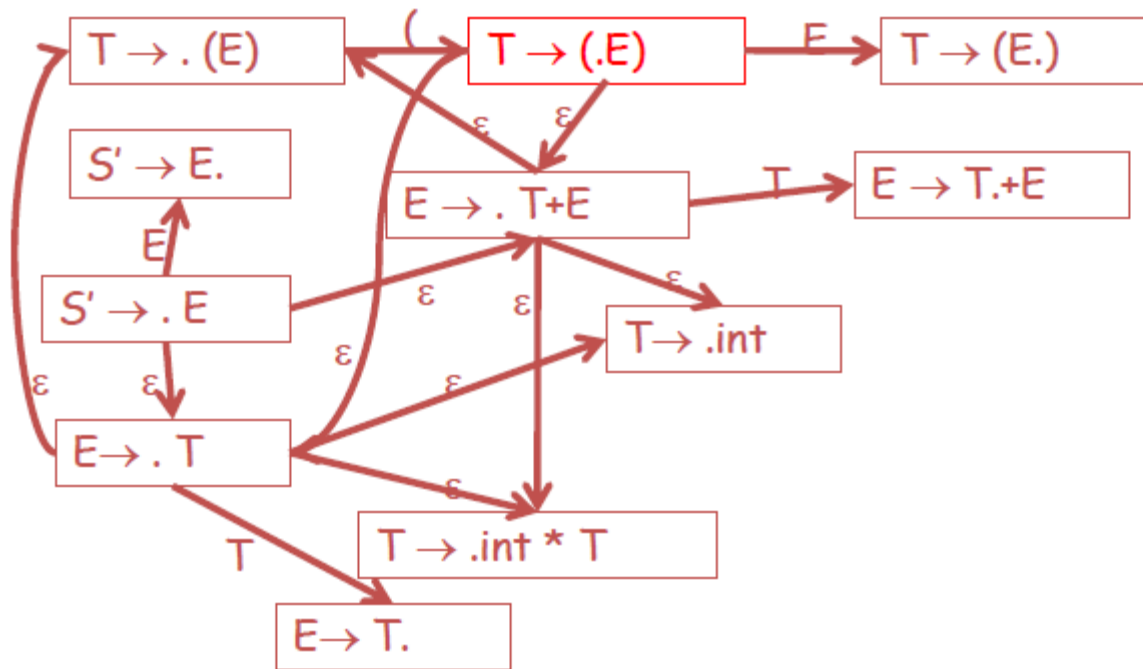 T → . (E)
(
T → (.E)
E
T → (E.)
ε
ε
S' → E.
E → . T+E
T
E → T.+E
E
S' → . E
ε
ε
ε
T → .int
ε
ε
ε
ε
E → . T
ε
T → .int * T
T
E → T.